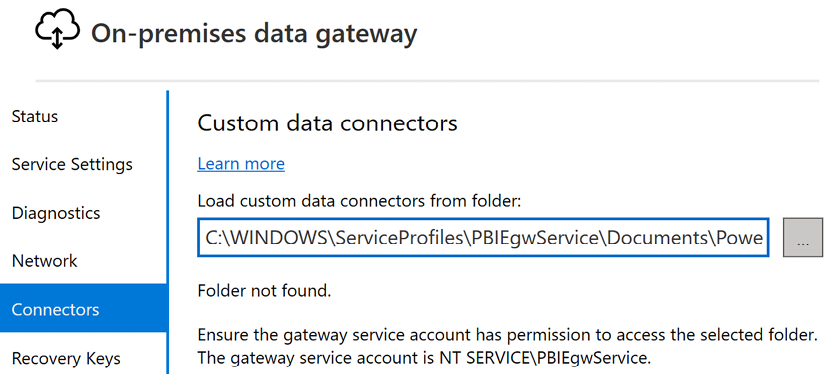 On-premises data gateway
Status
Service Settings
Diagnostics
Network
Connectors
Recovery Keys
Custom data connectors
Learn more
Load custom data connectors from folder:
C:\WINDOWS\ServiceProfiles\PBIEgwService\Documents\Powe
...
Folder not found.
Ensure the gateway service account has permission to access the selected folder.
The gateway service account is NT SERVICE\PBIEgwService.